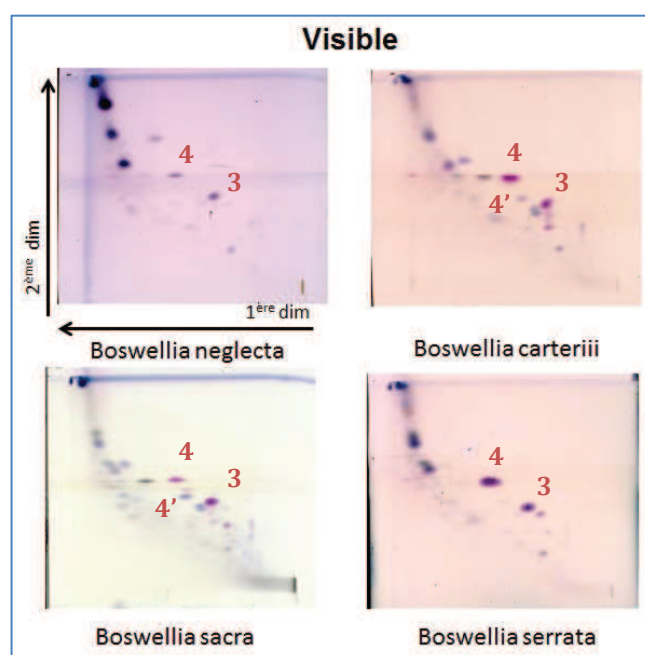 Visible
4
3
4
3
4'
2ème dim
1ère dim
Boswellia neglecta
Boswellia carteriii
4
3
4'
4
3
Boswellia sacra
Boswellia serrata